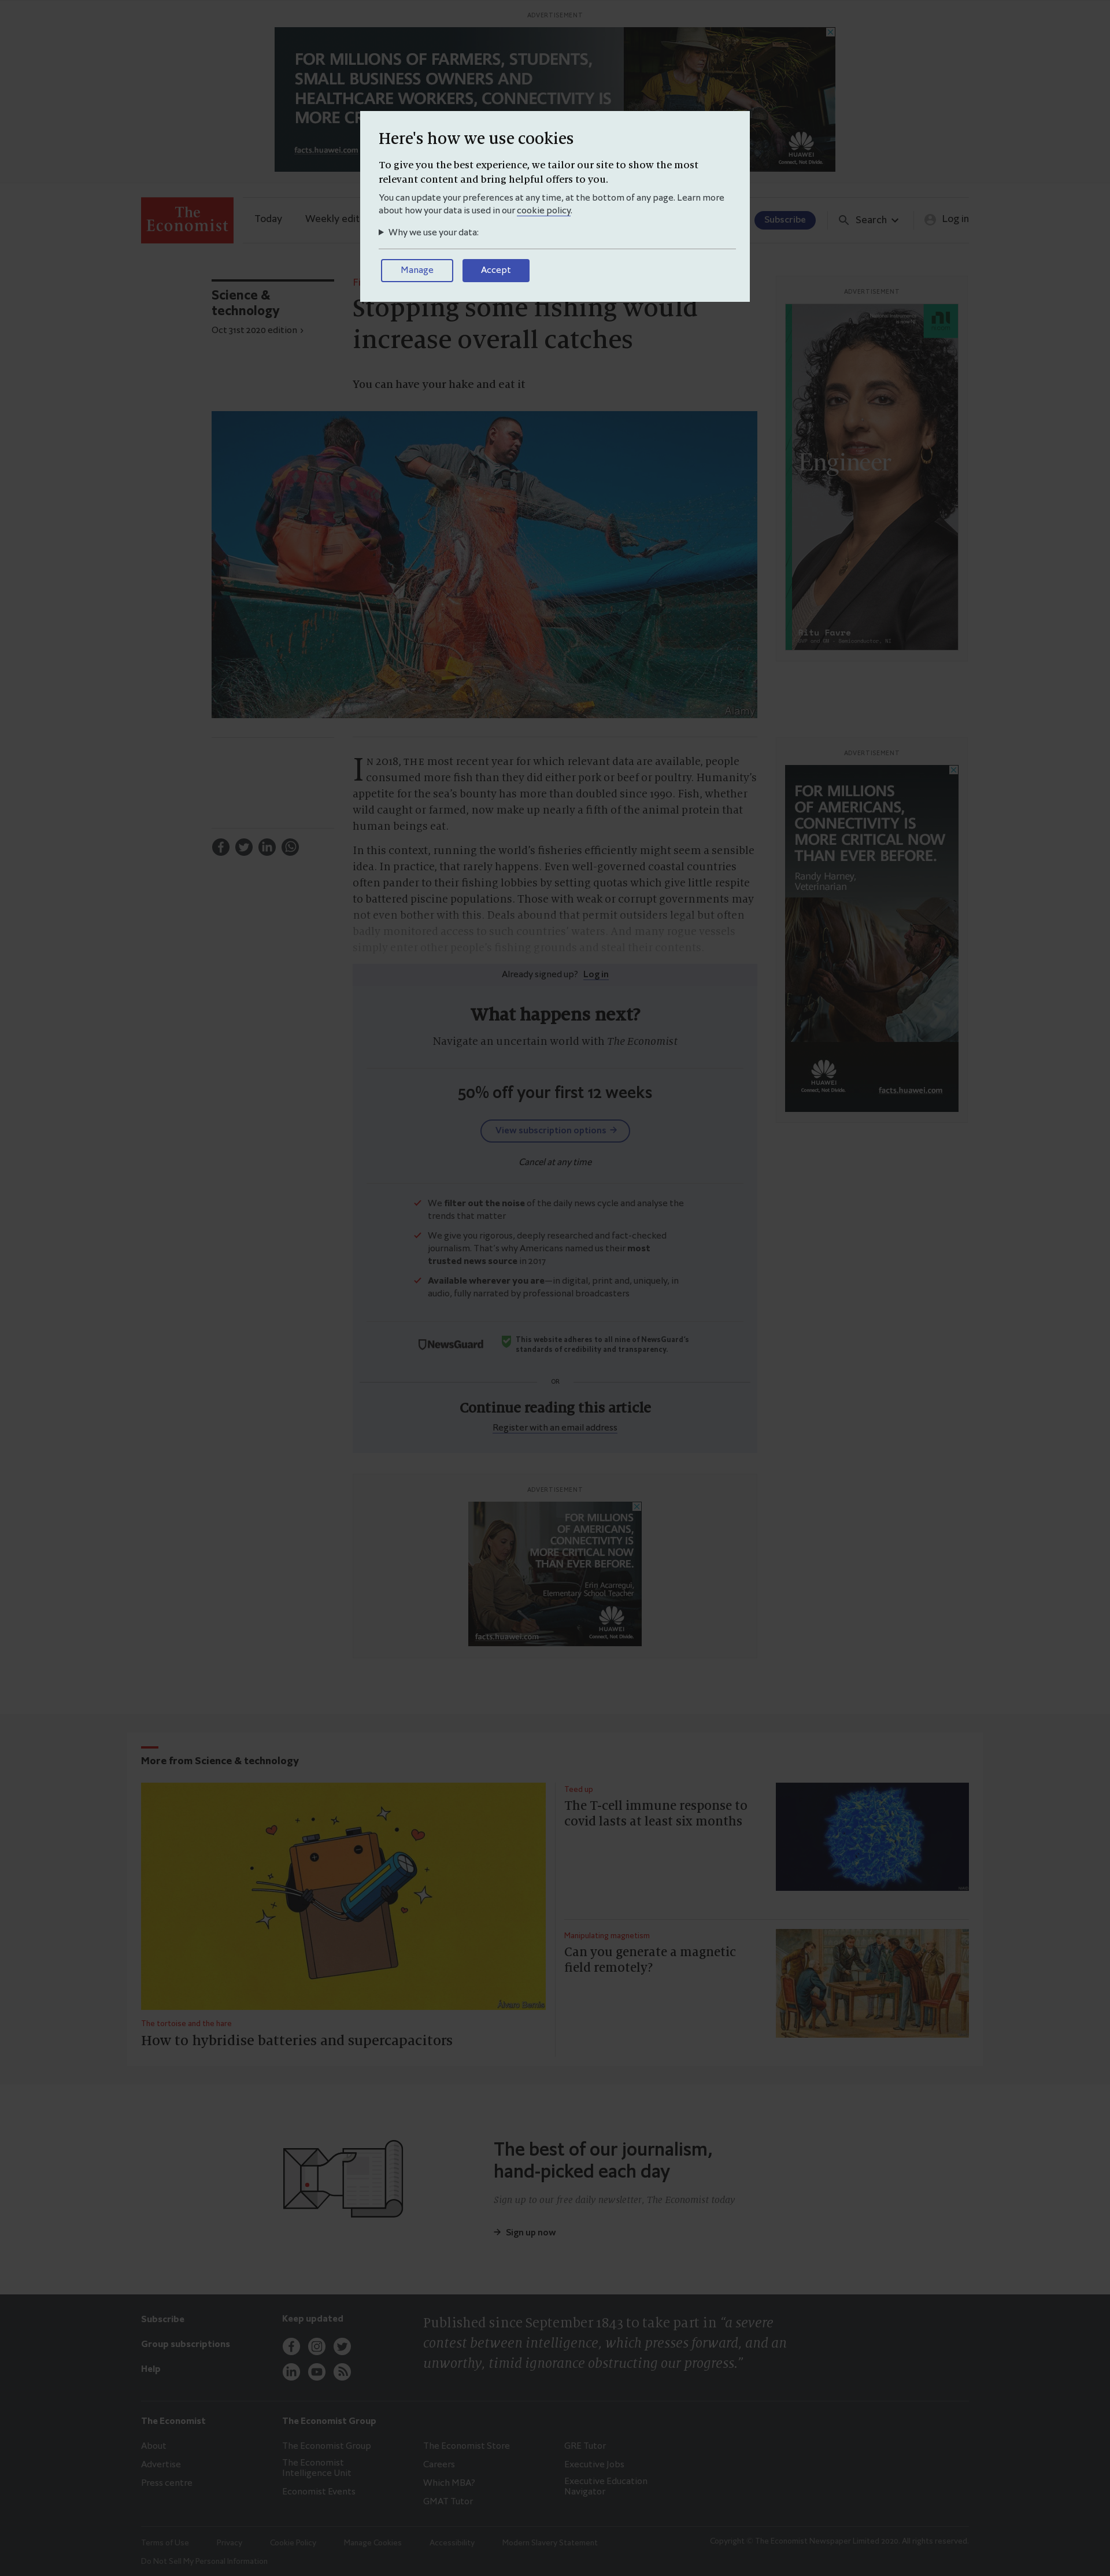 ADVERTISEMENT
FOR MILLIONS OF FARMERS, STUDENTS,
SMALL BUSINESS OWNERS AND
HEALTHCARE WORKERS, CONNECTIVITY IS
MORE CR
facts.huawei.com
HUAWEI
Connect, Not Divide.
Here's how we use cookies
To give you the best experience, we tailor our site to show the most
relevant content and bring helpful offers to you.
You can update your preferences at any time, at the bottom of any page. Learn more
about how your data is used in our cookie policy.
Why we use your data:
Manage
Accept
The
Economist
Today
Weekly edit
Subscribe
Search
Log in
Science &
technology
Oct 31st 2020 edition
Stopping some fishing would
increase overall catches
You can have your hake and eat it
Alamy
ADVERTISEMENT
Engineer
Ritu Favre
IN 2018, THE most recent year for which relevant data are available, people
consumed more fish than they did either pork or beef or poultry. Humanity's
appetite for the sea's bounty has more than doubled since 1990. Fish, whether
wild caught or farmed, now make up nearly a fifth of the animal protein that
human beings eat.
In this context, running the world's fisheries efficiently might seem a sensible
idea. In practice, that rarely happens. Even well-governed coastal countries
often pander to their fishing lobbies by setting quotas which give little respite
to battered piscine populations. Those with weak or corrupt governments may
not even bother with this. Deals abound that permit outsiders legal but often
badly monitored access to such countries' waters. And many rogue vessels
simply enter other people's fishing grounds and steal their contents.
ADVERTISEMENT
FOR MILLIONS
OF AMERICANS,
CONNECTIVITY IS
MORE CRITICAL NOW
THAN EVER BEFORE.
Randy Harney,
Veterinarian
HUAWEI
Connect, Not Divide.
facts.huawei.com
Already signed up? Log in
What happens next?
Navigate an uncertain world with The Economist
50% off your first 12 weeks
View subscription options
Cancel at any time
We filter out the noise of the daily news cycle and analyse the
trends that matter
We give you rigorous, deeply researched and fact-checked
journalism. That's why Americans named us their most
trusted news source in 2017
Available wherever you are—in digital, print and, uniquely, in
audio, fully narrated by professional broadcasters
NewsGuard
This website adheres to all nine of NewsGuard's
standards of credibility and transparency.
OR
Continue reading this article
Register with an email address
ADVERTISEMENT
FOR MILLIONS
OF AMERICANS,
CONNECTIVITY IS
MORE CRITICAL NOW
THAN EVER BEFORE.
Erin Acarregui,
Elementary School Teacher
facts.huawei.com
HUAWEI
Connect, Not Divide.
More from Science & technology
The tortoise and the hare
How to hybridise batteries and supercapacitors
Teed up
The T-cell immune response to
covid lasts at least six months
Manipulating magnetism
Can you generate a magnetic
field remotely?
The best of our journalism,
hand-picked each day
Sign up to our free daily newsletter, The Economist today
Sign up now
Subscribe
Group subscriptions
Help
Keep updated
Published since September 1843 to take part in "a severe
contest between intelligence, which presses forward, and an
unworthy, timid ignorance obstructing our progress."
The Economist
About
Advertise
Press centre
The Economist Group
The Economist Group
The Economist
Intelligence Unit
Economist Events
The Economist Store
Careers
Which MBA?
GMAT Tutor
GRE Tutor
Executive Jobs
Executive Education
Navigator
Terms of Use
Privacy
Cookie Policy
Manage Cookies
Accessibility
Modern Slavery Statement
Do Not Sell My Personal Information
Copyright © The Economist Newspaper Limited 2020. All rights reserved.